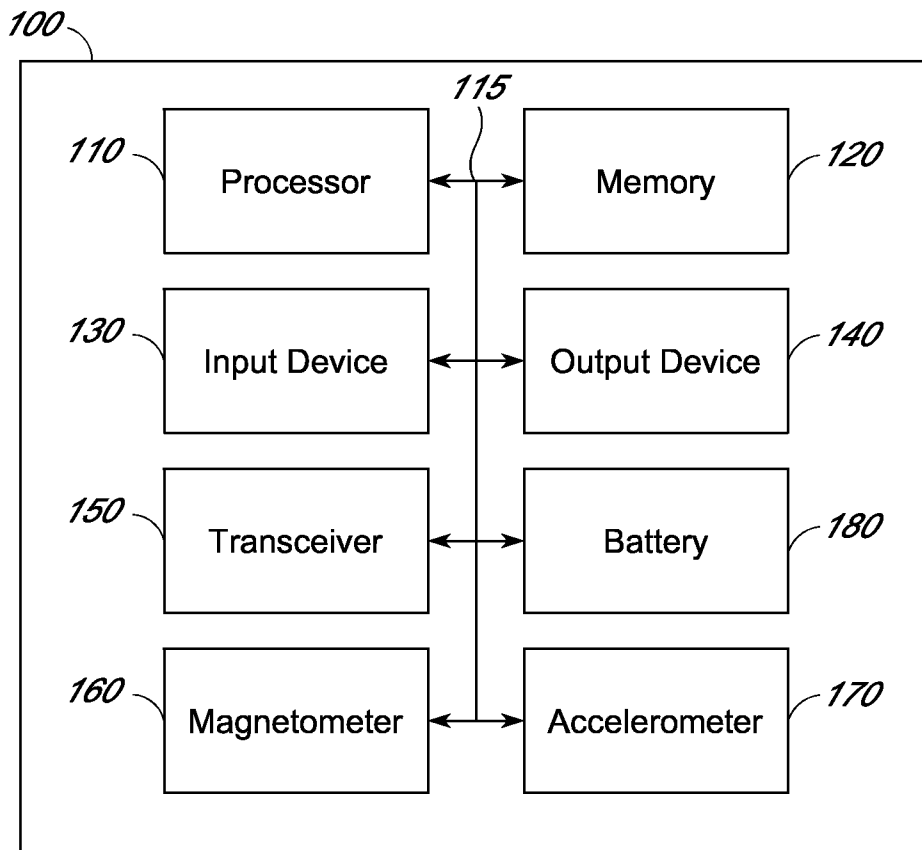 100
115
110 Processor Memory 120
130 Input Device Output Device 140
150 Transceiver Battery 180
160 Magnetometer Accelerometer 170